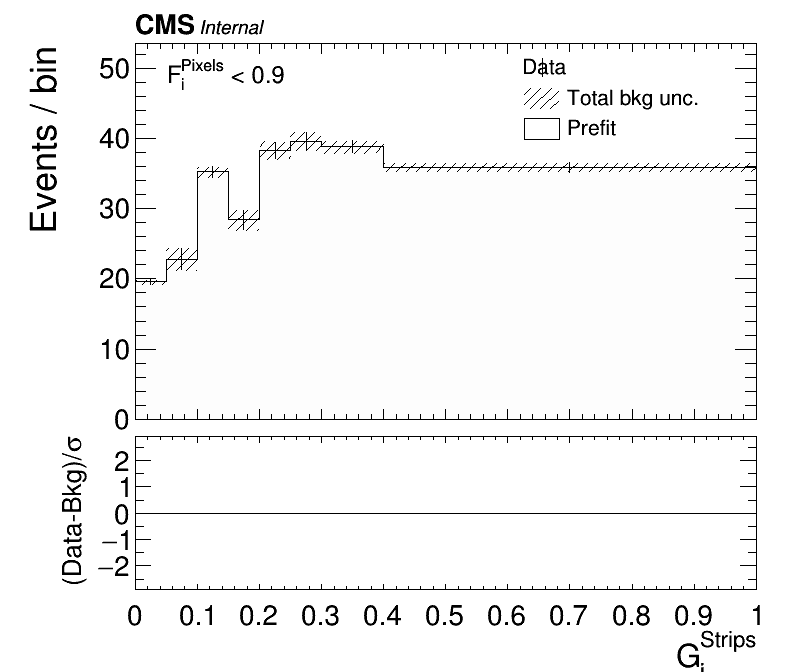 CMS Internal
Events / bin
F_i^Pixels < 0.9
Data
Total bkg unc.
Prefit
50
40
30
20
10
0
(Data-Bkg)/σ
2
1
0
−1
−2
0 0.1 0.2 0.3 0.4 0.5 0.6 0.7 0.8 0.9 1
G_i^Strips